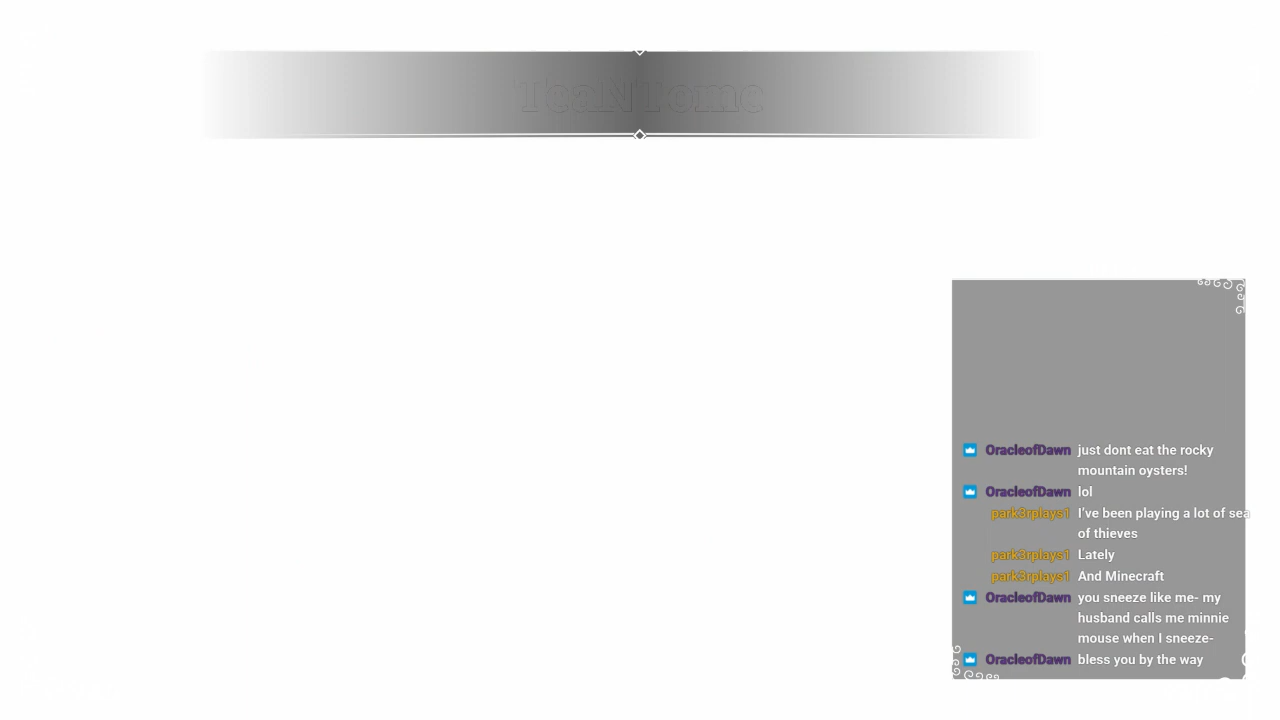 TeaNTome
OracleofDawn just dont eat the rocky
mountain oysters!
OracleofDawn lol
park3rplays1 I've been playing a lot of sea
of thieves
park3rplays1 Lately
park3rplays1 And Minecraft
OracleofDawn you sneeze like me- my
husband calls me minnie
mouse when I sneeze-
OracleofDawn bless you by the way